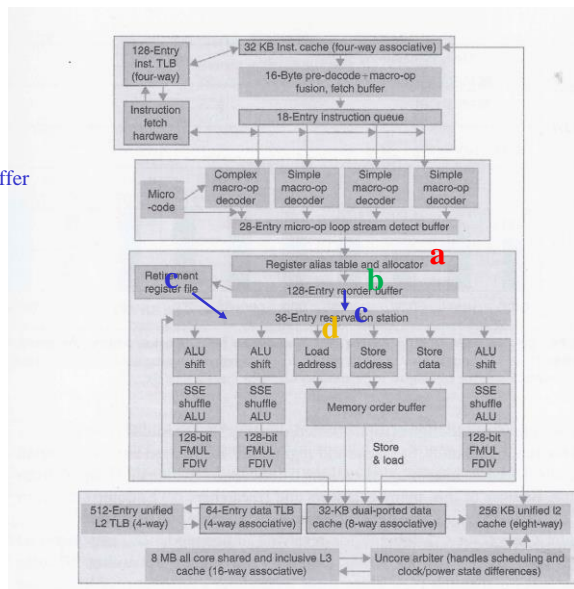 128-Entry
inst. TLB
(four-way)
32 KB Inst. cache (four-way associative)
16-Byte pre-decode + macro-op
fusion, fetch buffer
Instruction
fetch
hardware
18-Entry instruction queue
ffer
Micro
-code
Complex
macro-op
decoder
Simple
macro-op
decoder
Simple
macro-op
decoder
Simple
macro-op
decoder
28-Entry micro-op loop stream detect buffer
a
Register alias table and allocator
c
Retirement
register file
b
128-Entry reorder buffer
c
36-Entry reservation station
d
ALU
shift
ALU
shift
Load
address
Store
address
Store
data
ALU
shift
SSE
shuffle
ALU
SSE
shuffle
ALU
Memory order buffer
SSE
shuffle
ALU
128-bit
FMUL
FDIV
128-bit
FMUL
FDIV
Store
& load
128-bit
FMUL
FDIV
512-Entry unified
L2 TLB (4-way)
64-Entry data TLB
(4-way associative)
32-KB dual-ported data
cache (8-way associative)
256 KB unified l2
cache (eight-way)
8 MB all core shared and inclusive L3
cache (16-way associative)
Uncore arbiter (handles scheduling and
clock/power state differences)